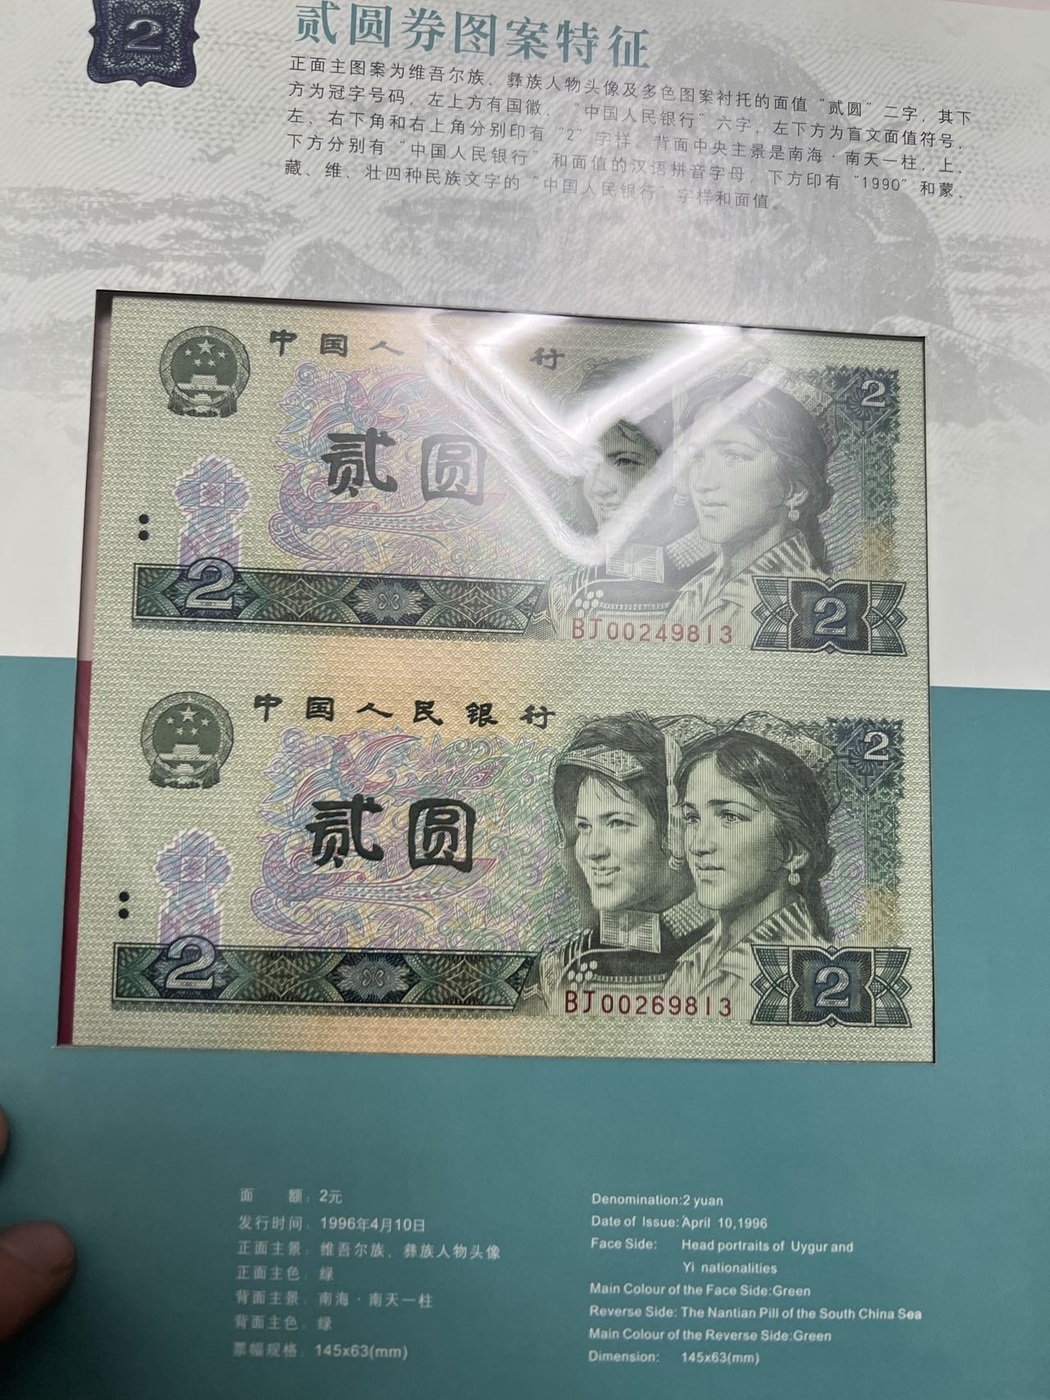 2
贰圆券图案特征
正面主图案为维吾尔族、彝族人物头像及多色图案衬托的面值"贰圆"二字，其下
方为冠字号码，左上方有国徽、"中国人民银行"六字，左下方为盲文面值符号，
左、右下角和右上角分别印有"2"字样。背面中央主景是南海·南天一柱，上、
下方分别有"中国人民银行"和面值的汉语拼音字母，下方印有"1990"和蒙、
藏、维、壮四种民族文字的"中国人民银行"字样和面值。
中国人 行
2
贰圆
2
BJ00249813
2
中国人民银行
2
贰圆
2
BJ00269813
2
面 额：2元
发行时间：1996年4月10日
正面主景：维吾尔族、彝族人物头像
正面主色：绿
背面主景：南海·南天一柱
背面主色：绿
票幅规格：145x63(mm)
Denomination:2 yuan
Date of Issue:April 10,1996
Face Side: Head portraits of Uygur and
Yi nationalities
Main Colour of the Face Side:Green
Reverse Side: The Nantian Pill of the South China Sea
Main Colour of the Reverse Side:Green
Dimension: 145x63(mm)